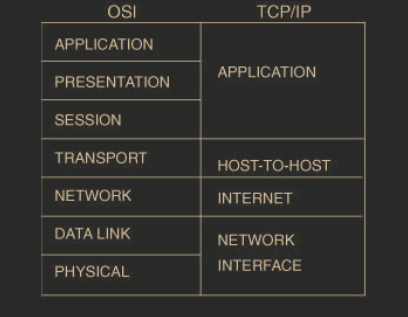 OSI TCP/IP
APPLICATION
PRESENTATION
SESSION
TRANSPORT
NETWORK
DATA LINK
PHYSICAL
APPLICATION
HOST-TO-HOST
INTERNET
NETWORK
INTERFACE